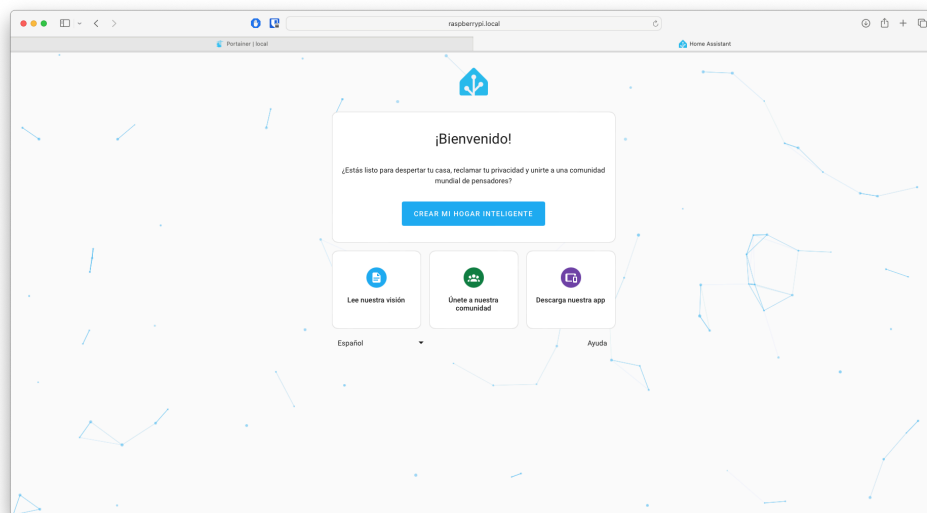 raspberrypi.local
Portainer | local
Home Assistant
¡Bienvenido!
¿Estás listo para despertar tu casa, reclamar tu privacidad y unirte a una comunidad
mundial de pensadores?
CREAR MI HOGAR INTELIGENTE
Lee nuestra visión
Únete a nuestra
comunidad
Descarga nuestra app
Español
Ayuda